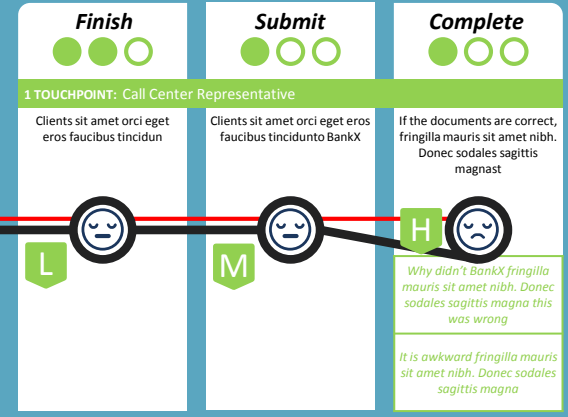 Finish
Submit
Complete
1 TOUCHPOINT: Call Center Representative
Clients sit amet orci eget
eros faucibus tincidun
Clients sit amet orci eget eros
faucibus tincidunto BankX
If the documents are correct,
fringilla mauris sit amet nibh.
Donec sodales sagittis
magnast
L
M
H
Why didn't BankX fringilla
mauris sit amet nibh. Donec
sodales sagittis magna this
was wrong
It is awkward fringilla mauris
sit amet nibh. Donec sodales
sagittis magna